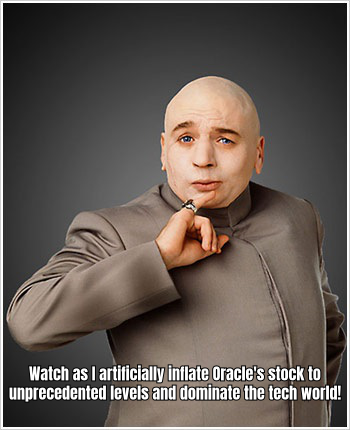 Watch as I artificially inflate Oracle's stock to
unprecedented levels and dominate the tech world!